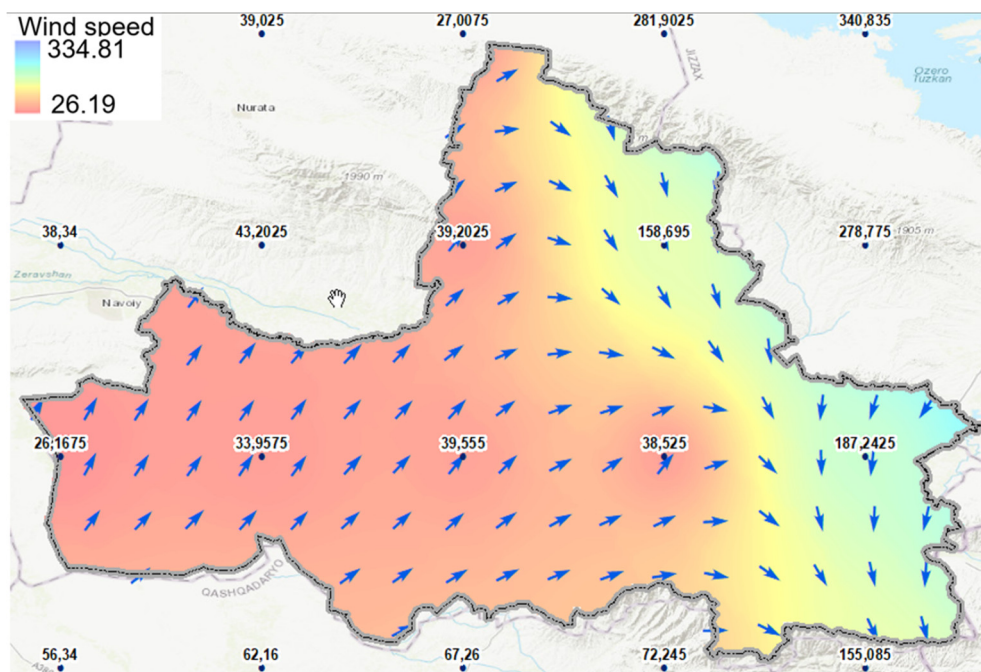 Wind speed
334.81
26.19
39,025
27,0075
281,9025
340,835
JIZZAX
Ozero
Tuzkan
Nurata
1990 m
38,34
43,2025
39,2025
158,695
278,775
1905 m
Zeravshan
Navoiy
26,1675
33,9575
39,555
38,525
187,2425
QASHQADARYO
56,34
62,16
67,26
72,245
155,085